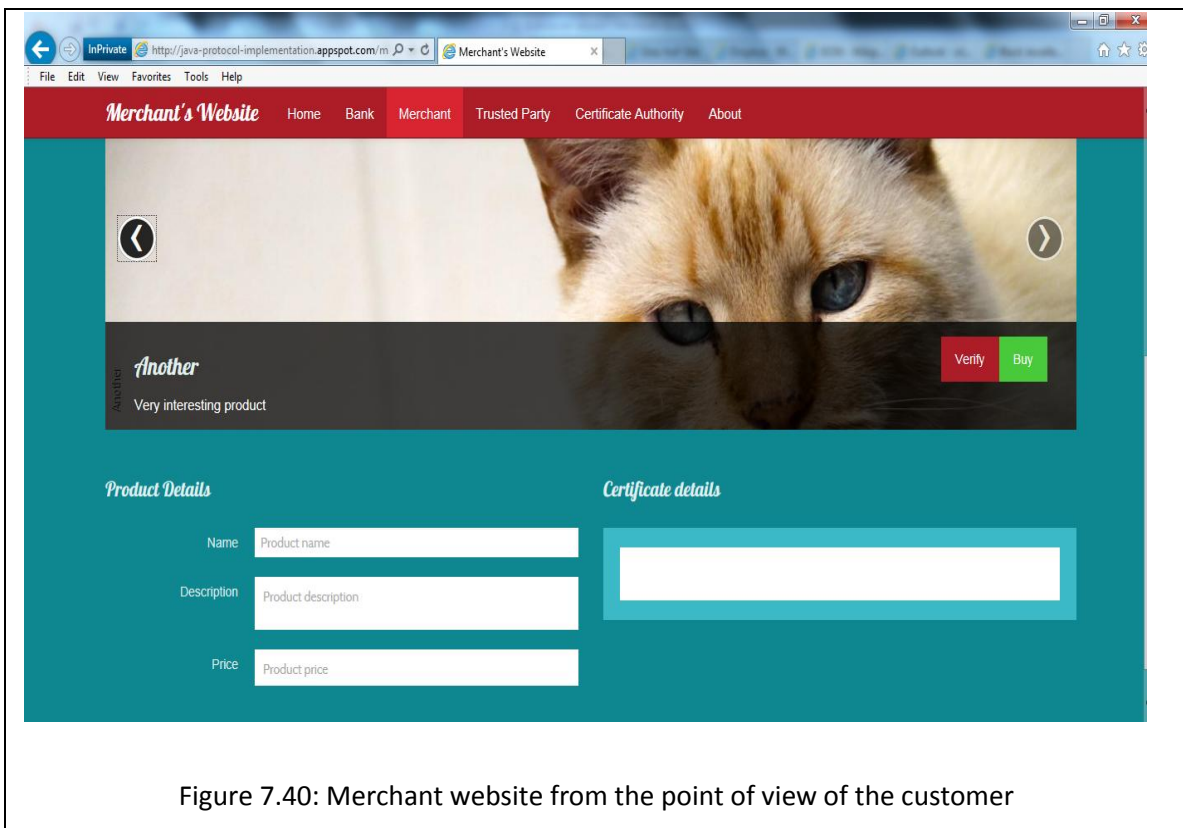 InPrivate http://java-protocol-implementation.appspot.com/m Merchant's Website
File Edit View Favorites Tools Help
Merchant's Website Home Bank Merchant Trusted Party Certificate Authority About
Another
Another
Verify Buy
Very interesting product
Product Details
Certificate details
Name Product name
Description Product description
Price Product price
Figure 7.40: Merchant website from the point of view of the customer